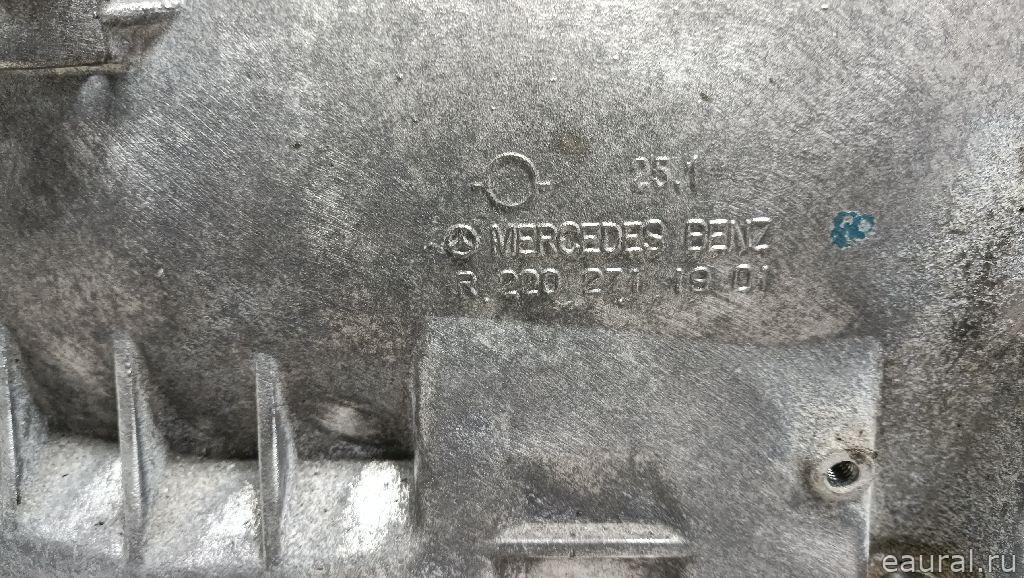 25.1
MERCEDES BENZ
R. 220 271 19 01
eaural.ru